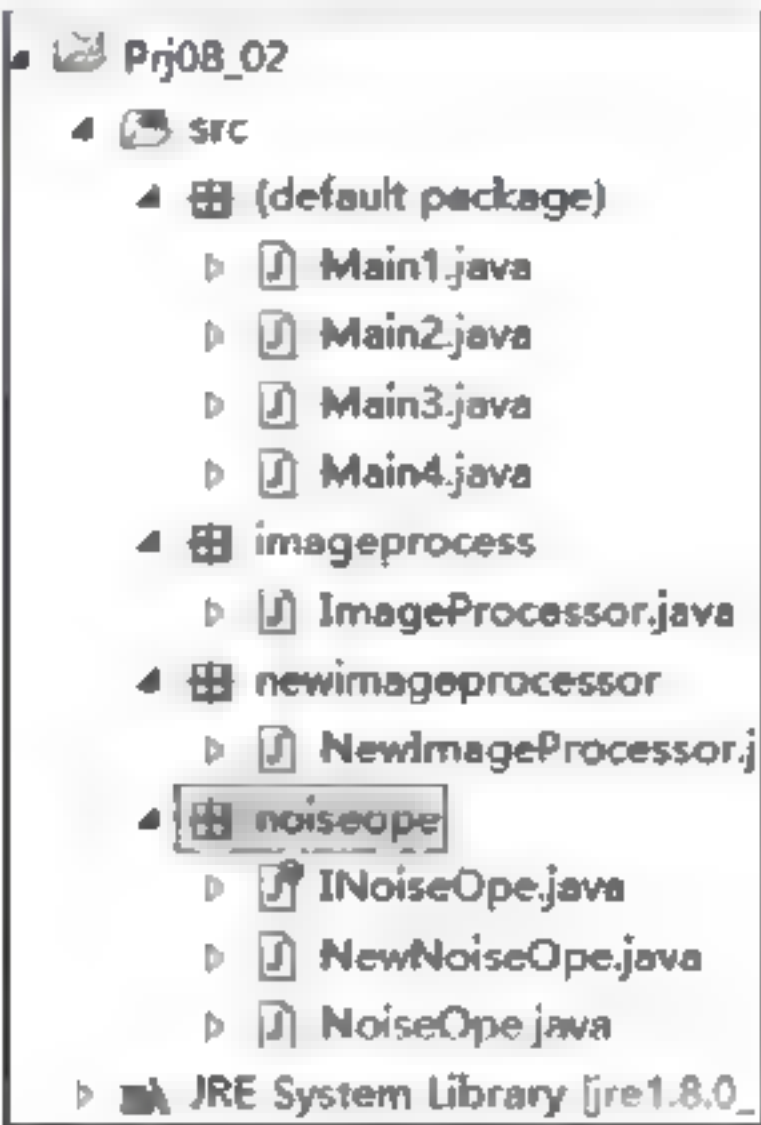 Prj08_02
src
(default package)
Main1.java
Main2.java
Main3.java
Main4.java
imageprocess
ImageProcessor.java
newimageprocessor
NewImageProcessor.j
noiseope
INoiseOpe.java
NewNoiseOpe.java
NoiseOpe.java
JRE System Library [jre1.8.0_